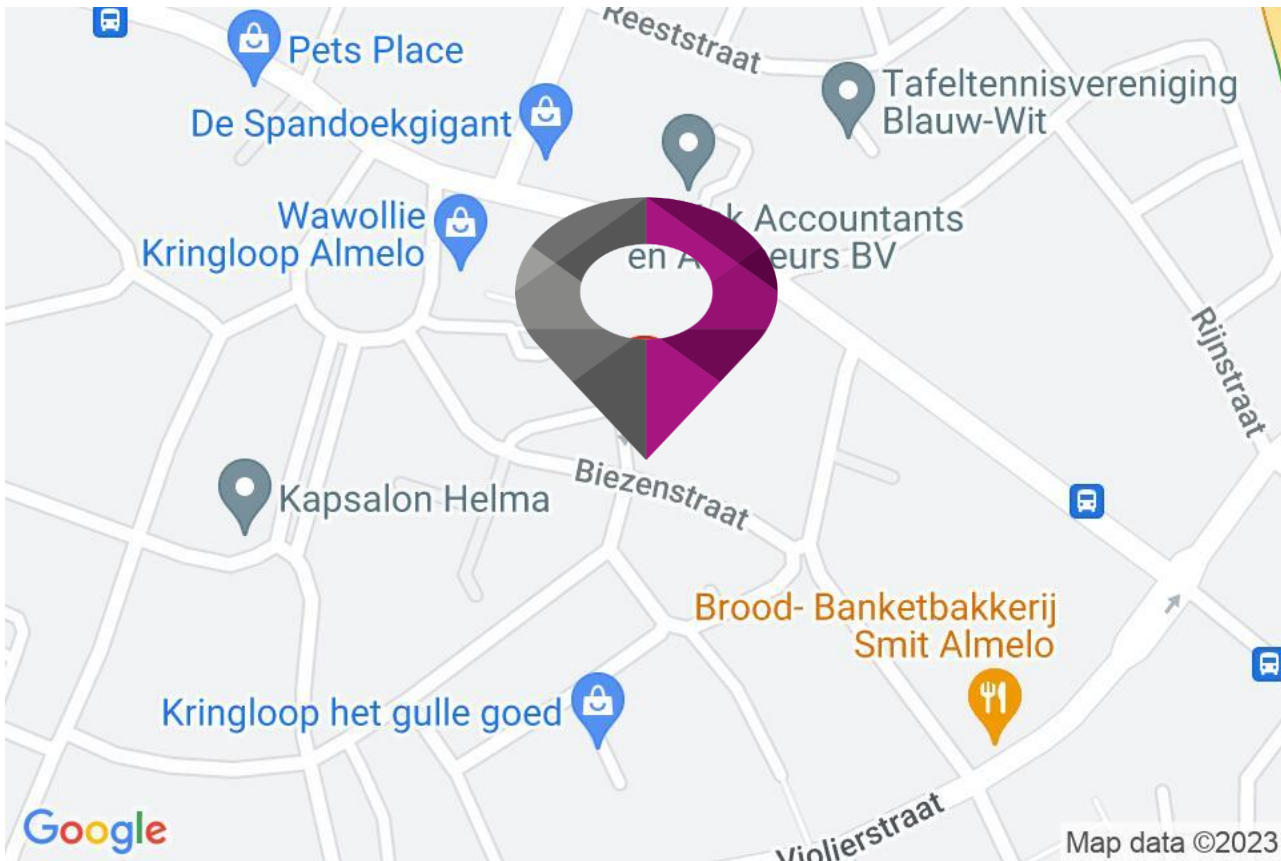 Reeststraat
Pets Place
Tafeltennisvereniging
Blauw-Wit
De Spandoekgigant
Wawollie
Kringloop Almelo
Accountants
en
BV
Rijnstraat
Biezenstraat
Kapsalon Helma
Brood- Banketbakkerij
Smit Almelo
Kringloop het gulle goed
Violierstraat
Google
Map data ©2023